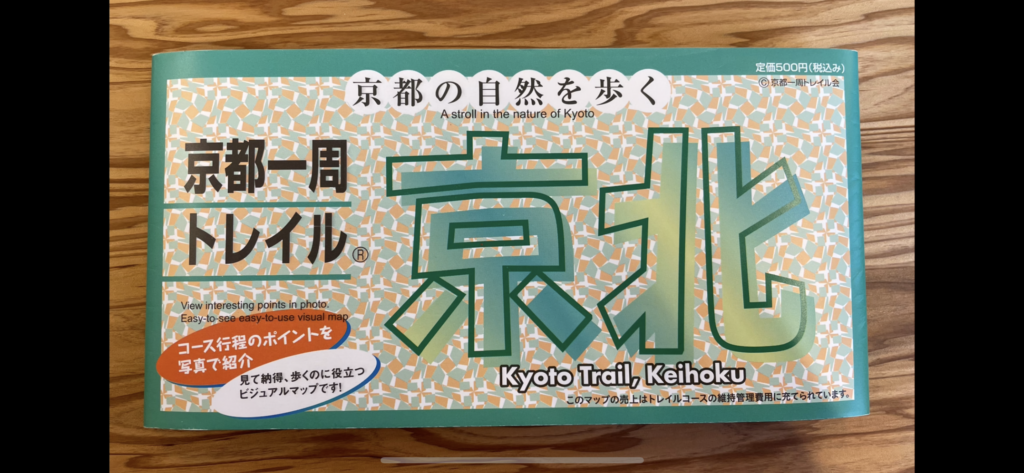 定価500円(税込み)
Ⓒ京都一周トレイル会
京都の自然を歩く
A stroll in the nature of Kyoto
京都一周
トレイル®
京北
View interesting points in photo.
Easy-to-see easy-to-use visual map
コース行程のポイントを
写真で紹介
見て納得、歩くのに役立つ
ビジュアルマップです!
Kyoto Trail, Keihoku
このマップの売上はトレイルコースの維持管理費用に充てられています。